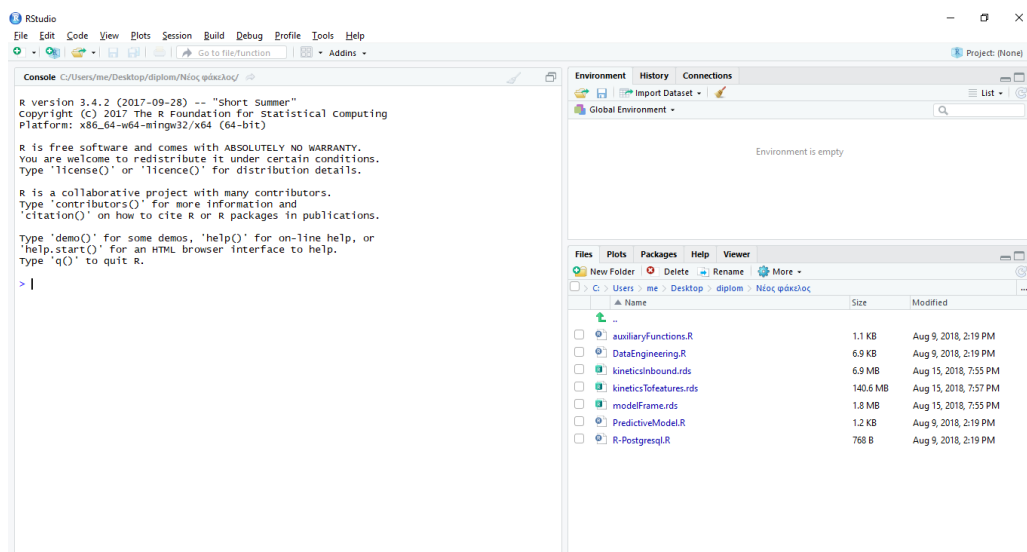 RStudio
File Edit Code View Plots Session Build Debug Profile Tools Help
Go to file/function Addins Project: (None)
Console C:/Users/me/Desktop/diplom/Νέος φάκελος/
R version 3.4.2 (2017-09-28) -- "Short Summer"
Copyright (C) 2017 The R Foundation for Statistical Computing
Platform: x86_64-w64-mingw32/x64 (64-bit)
R is free software and comes with ABSOLUTELY NO WARRANTY.
You are welcome to redistribute it under certain conditions.
Type 'license()' or 'licence()' for distribution details.
R is a collaborative project with many contributors.
Type 'contributors()' for more information and
'citation()' on how to cite R or R packages in publications.
Type 'demo()' for some demos, 'help()' for on-line help, or
'help.start()' for an HTML browser interface to help.
Type 'q()' to quit R.
>
Environment History Connections
Import Dataset List
Global Environment
Environment is empty
Files Plots Packages Help Viewer
New Folder Delete Rename More
C: > Users > me > Desktop > diplom > Νέος φάκελος ...
Name Size Modified
..
auxiliaryFunctions.R 1.1 KB Aug 9, 2018, 2:19 PM
DataEngineering.R 6.9 KB Aug 9, 2018, 2:19 PM
kineticsInbound.rds 6.9 MB Aug 15, 2018, 7:55 PM
kineticsTofeatures.rds 140.6 MB Aug 15, 2018, 7:57 PM
modelFrame.rds 1.8 MB Aug 15, 2018, 7:55 PM
PredictiveModel.R 1.2 KB Aug 9, 2018, 2:19 PM
R-Postgresql.R 768 B Aug 9, 2018, 2:19 PM